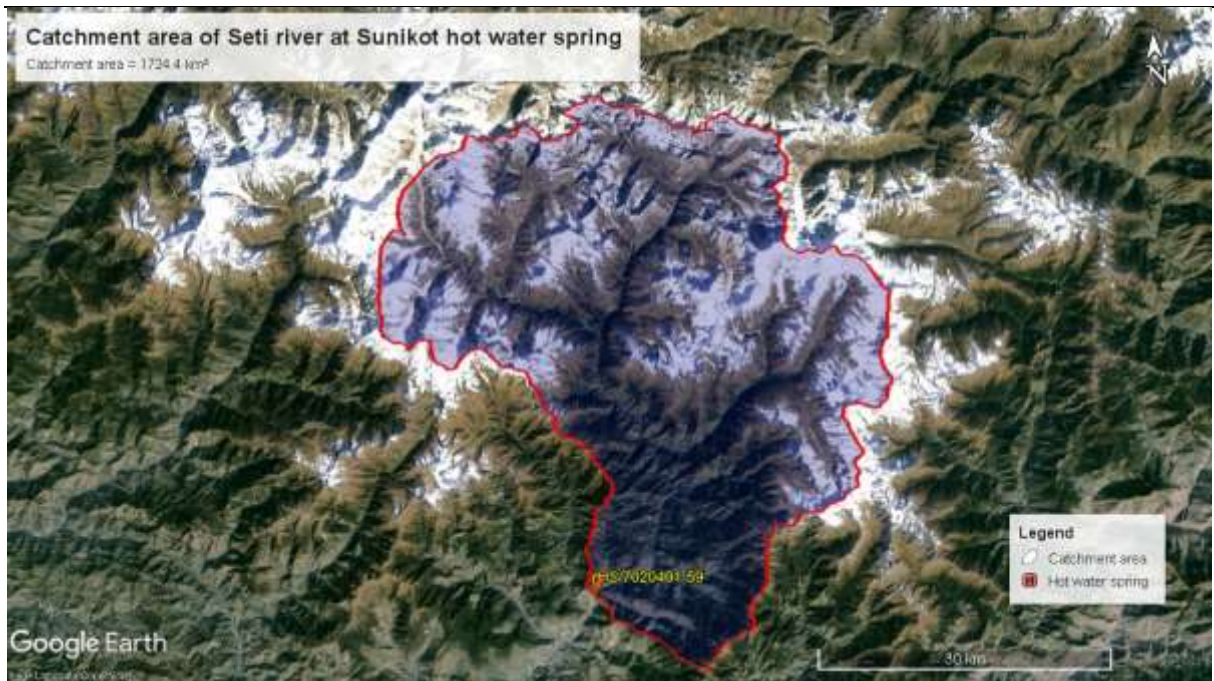 Catchment area of Seti river at Sunikot hot water spring
Catchment area = 1724.4 km²
N
Legend
Catchment area
Hot water spring
Google Earth
30 km